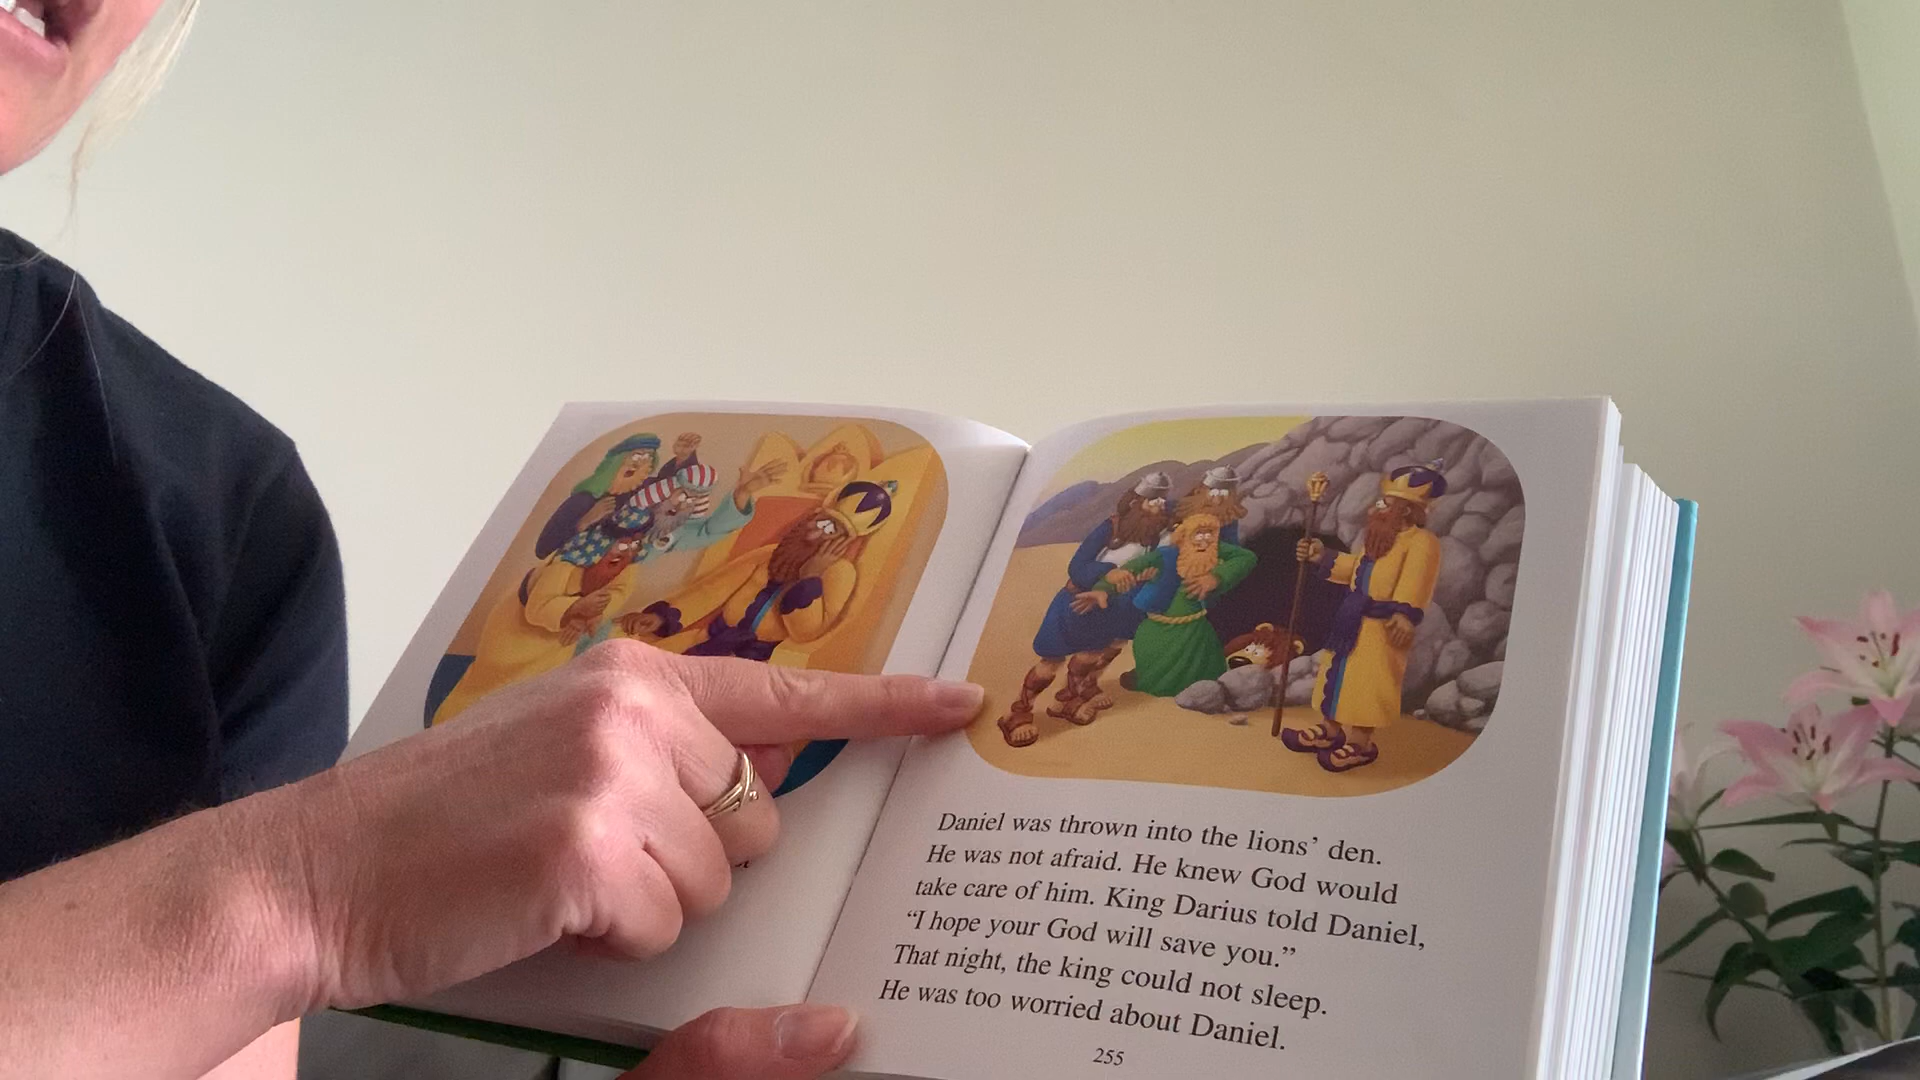 Daniel was thrown into the lions’ den.
He was not afraid. He knew God would
take care of him. King Darius told Daniel,
“I hope your God will save you.”
That night, the king could not sleep.
He was too worried about Daniel.
255